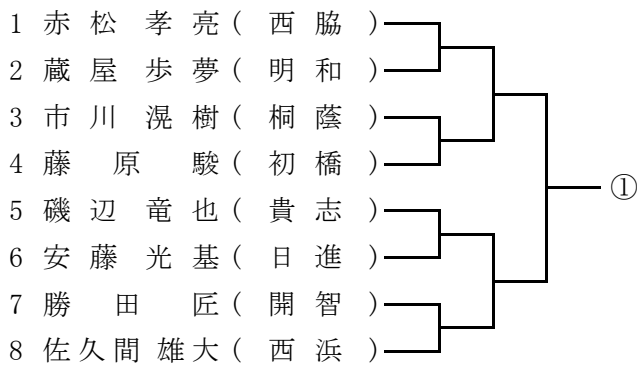 1 赤松孝亮(西脇)
2 蔵屋歩夢(明和)
3 市川滉樹(桐蔭)
4 藤原駿(初橋)
①
5 磯辺竜也(貴志)
6 安藤光基(日進)
7 勝田匠(開智)
8 佐久間雄大(西浜)